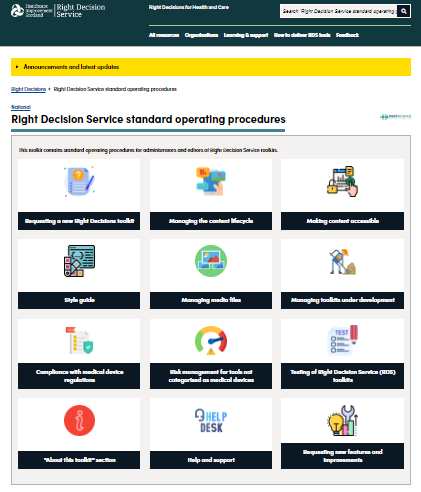 Healthcare
Improvement
Scotland
Right Decision
Service
Right Decisions for Health and Care
Search 'Right Decision Service standard operating
All resources Organisations Learning & support How to deliver RDS tools Feedback
Announcements and latest updates
Right Decisions Right Decision Service standard operating procedures
National
Right Decision Service standard operating procedures
This toolkit contains standard operating procedures for administrators and editors of Right Decision Service toolkits.
Requesting a new Right Decisions toolkit
Managing the content lifecycle
Making content accessible
Style guide
Managing media files
Managing toolkits under development
Compliance with medical device
regulations
Risk management for tools not
categorised as medical devices
TEST
Testing of Right Decision Service (RDS)
toolkits
"About this toolkit" section
HELP
DESK
Help and support
Requesting new features and
improvements